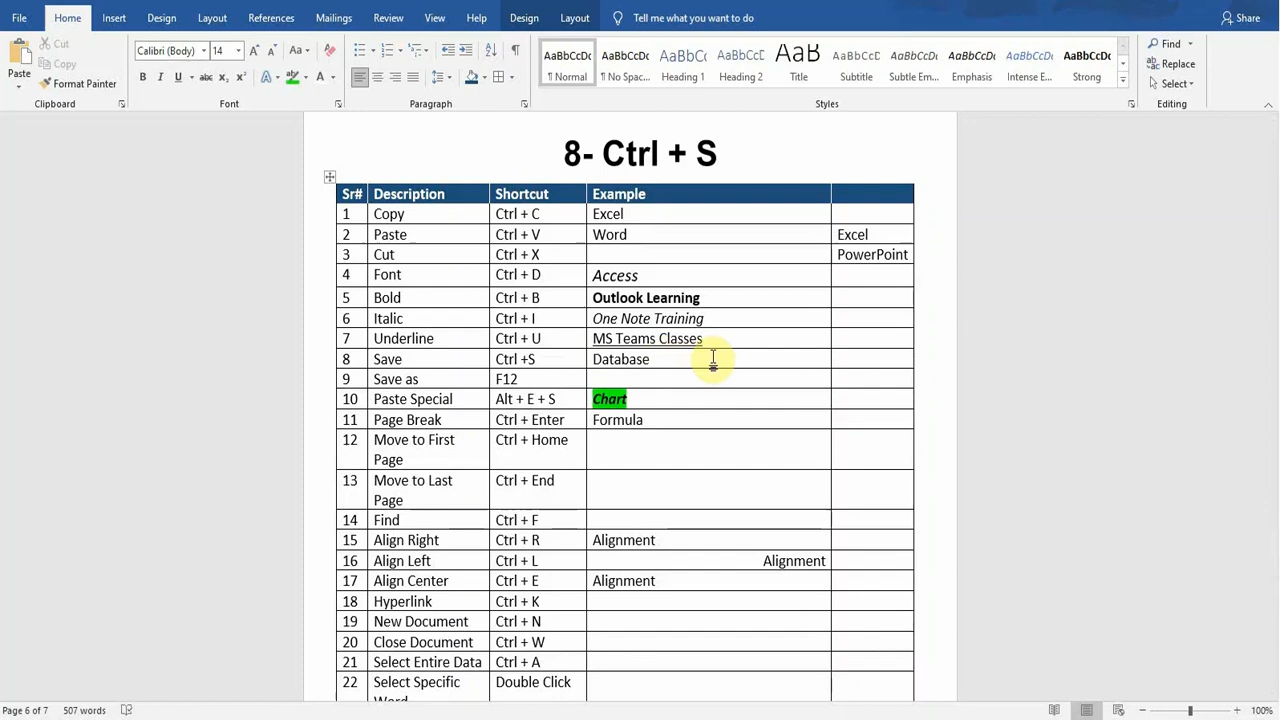 File Home Insert Design Layout References Mailings Review View Help Design Layout Tell me what you want to do Share
Paste Cut Copy Format Painter
Calibri (Body) 14
AaBbCcDc AaBbCcDc AaBbCc AaBbCcD AaB AaBbCcD AaBbCcDc AaBbCcDc AaBbCcDc AaBbCcDc
¶ Normal ¶ No Spac... Heading 1 Heading 2 Title Subtitle Subtle Em... Emphasis Intense E... Strong
Find Replace Select
Clipboard Font Paragraph Styles Editing
8- Ctrl + S
Sr# Description Shortcut Example
1 Copy Ctrl + C Excel
2 Paste Ctrl + V Word Excel
3 Cut Ctrl + X PowerPoint
4 Font Ctrl + D Access
5 Bold Ctrl + B Outlook Learning
6 Italic Ctrl + I One Note Training
7 Underline Ctrl + U MS Teams Classes
8 Save Ctrl +S Database
9 Save as F12
10 Paste Special Alt + E + S Chart
11 Page Break Ctrl + Enter Formula
12 Move to First Ctrl + Home
Page
13 Move to Last Ctrl + End
Page
14 Find Ctrl + F
15 Align Right Ctrl + R Alignment
16 Align Left Ctrl + L Alignment
17 Align Center Ctrl + E Alignment
18 Hyperlink Ctrl + K
19 New Document Ctrl + N
20 Close Document Ctrl + W
21 Select Entire Data Ctrl + A
22 Select Specific Double Click
Word
Page 6 of 7 507 words 100%